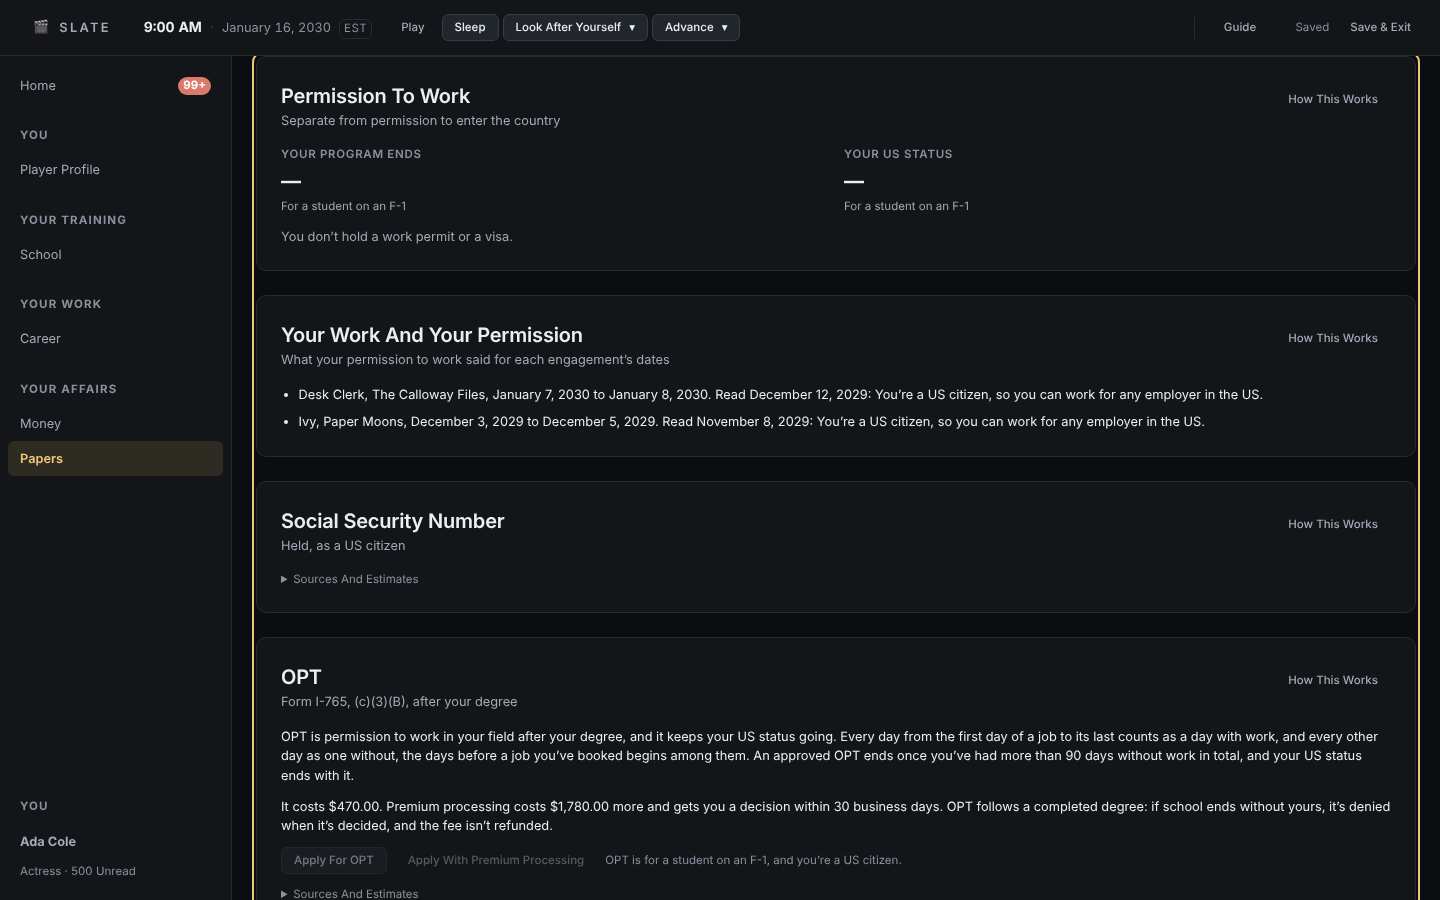 SLATE
9:00 AM · January 16, 2030 EST
Play
Sleep
Look After Yourself ▾
Advance ▾
Guide
Saved
Save & Exit
Home
99+
YOU
Player Profile
YOUR TRAINING
School
YOUR WORK
Career
YOUR AFFAIRS
Money
Papers
YOU
Ada Cole
Actress · 500 Unread
Permission To Work
How This Works
Separate from permission to enter the country
YOUR PROGRAM ENDS
—
For a student on an F-1
YOUR US STATUS
—
For a student on an F-1
You don’t hold a work permit or a visa.
Your Work And Your Permission
How This Works
What your permission to work said for each engagement’s dates
• Desk Clerk, The Calloway Files, January 7, 2030 to January 8, 2030. Read December 12, 2029: You’re a US citizen, so you can work for any employer in the US.
• Ivy, Paper Moons, December 3, 2029 to December 5, 2029. Read November 8, 2029: You’re a US citizen, so you can work for any employer in the US.
Social Security Number
How This Works
Held, as a US citizen
▶ Sources And Estimates
OPT
How This Works
Form I-765, (c)(3)(B), after your degree
OPT is permission to work in your field after your degree, and it keeps your US status going. Every day from the first day of a job to its last counts as a day with work, and every other
day as one without, the days before a job you’ve booked begins among them. An approved OPT ends once you’ve had more than 90 days without work in total, and your US status
ends with it.
It costs $470.00. Premium processing costs $1,780.00 more and gets you a decision within 30 business days. OPT follows a completed degree: if school ends without yours, it’s denied
when it’s decided, and the fee isn’t refunded.
Apply For OPT
Apply With Premium Processing
OPT is for a student on an F-1, and you’re a US citizen.
▶ Sources And Estimates